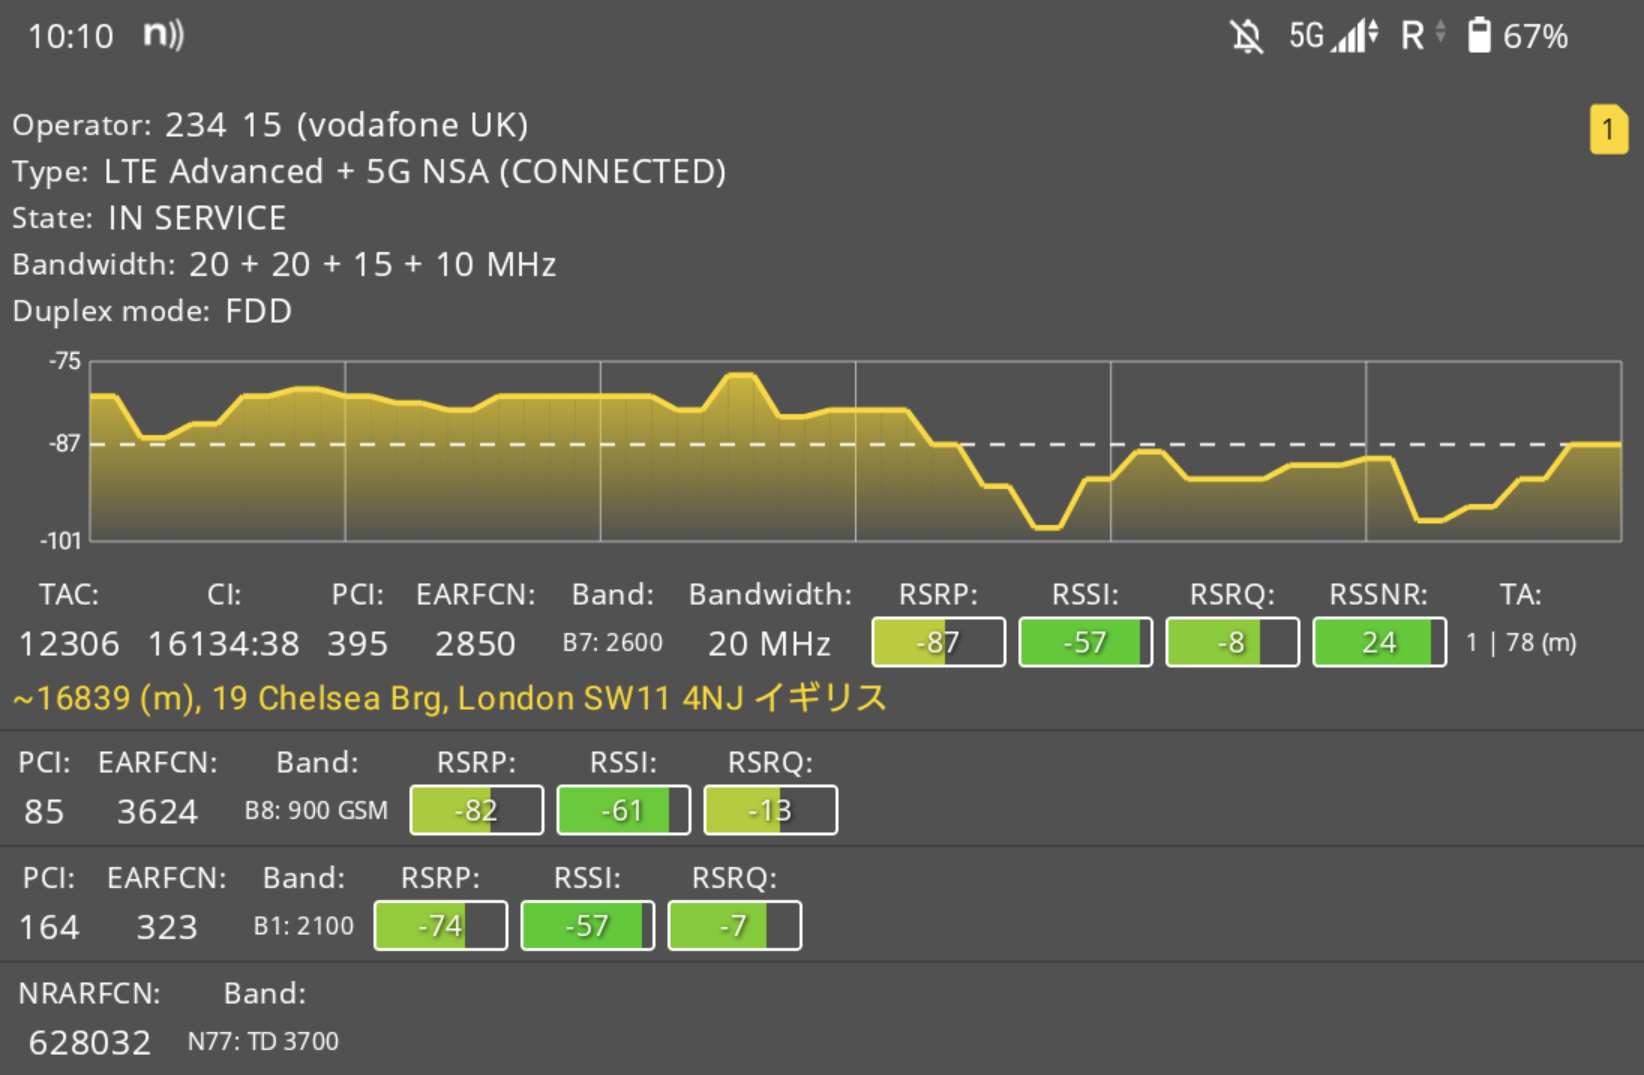 10:10 n)) 5G R 67%
Operator: 234 15 (vodafone UK)
1
Type: LTE Advanced + 5G NSA (CONNECTED)
State: IN SERVICE
Bandwidth: 20 + 20 + 15 + 10 MHz
Duplex mode: FDD
-75
-87
-101
TAC: CI: PCI: EARFCN: Band: Bandwidth: RSRP: RSSI: RSRQ: RSSNR: TA:
12306 16134:38 395 2850 B7: 2600 20 MHz -87 -57 -8 24 1 | 78 (m)
~16839 (m), 19 Chelsea Brg, London SW11 4NJ イギリス
PCI: EARFCN: Band: RSRP: RSSI: RSRQ:
85 3624 B8: 900 GSM -82 -61 -13
PCI: EARFCN: Band: RSRP: RSSI: RSRQ:
164 323 B1: 2100 -74 -57 -7
NRARFCN: Band:
628032 N77: TD 3700